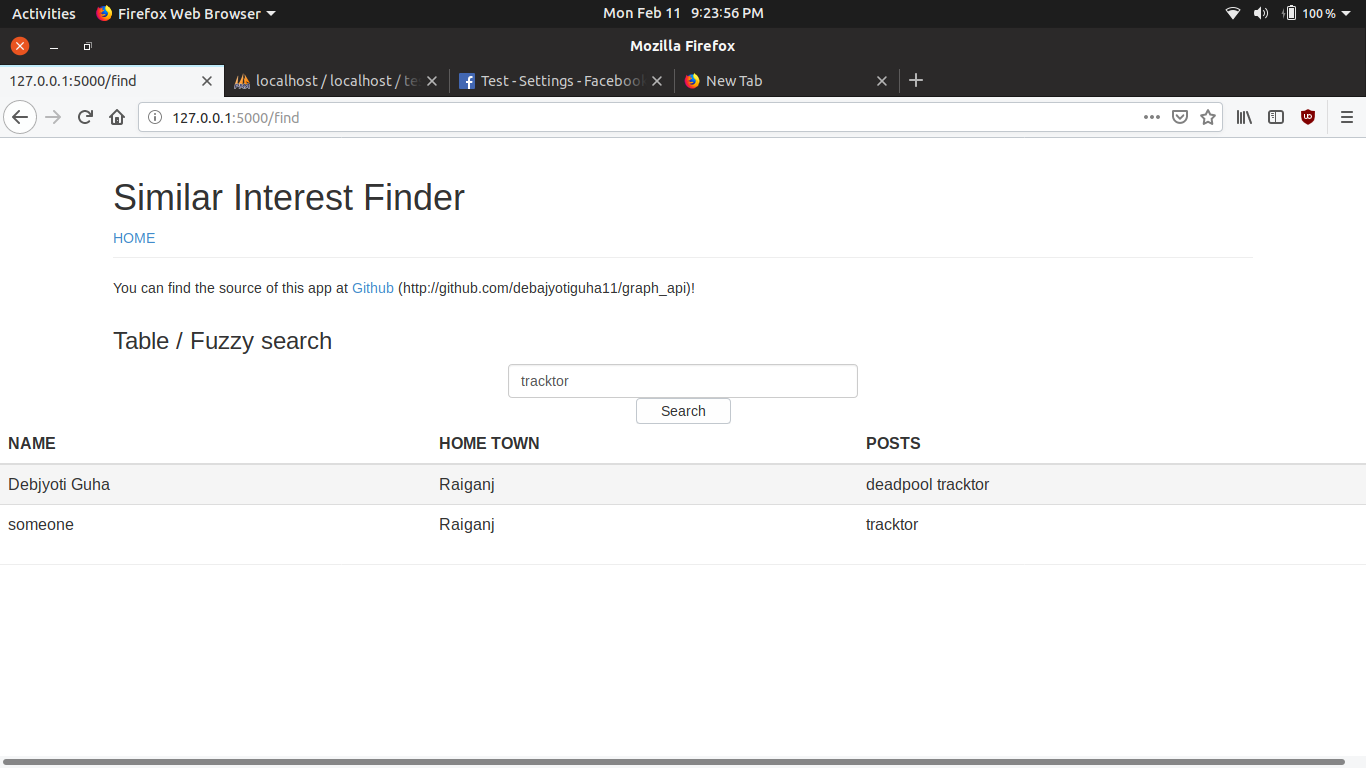 Activities Firefox Web Browser Mon Feb 11 9:23:56 PM 100%
Mozilla Firefox
127.0.0.1:5000/find localhost / localhost / te Test - Settings - Facebook New Tab
127.0.0.1:5000/find
Similar Interest Finder
HOME
You can find the source of this app at Github (http://github.com/debajyotiguha11/graph_api)!
Table / Fuzzy search
tracktor
Search
NAME HOME TOWN POSTS
Debjyoti Guha Raiganj deadpool tracktor
someone Raiganj tracktor